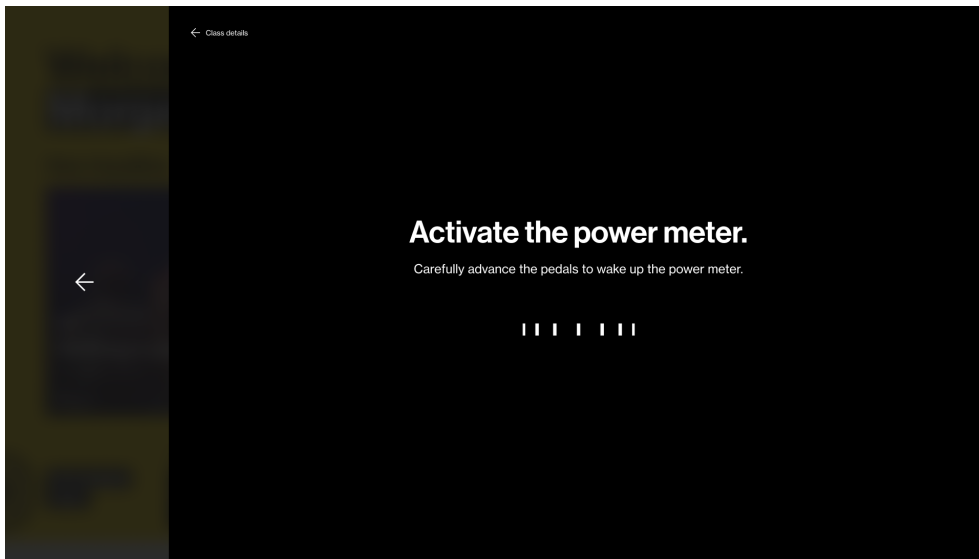 Class details
Activate the power meter.
Carefully advance the pedals to wake up the power meter.